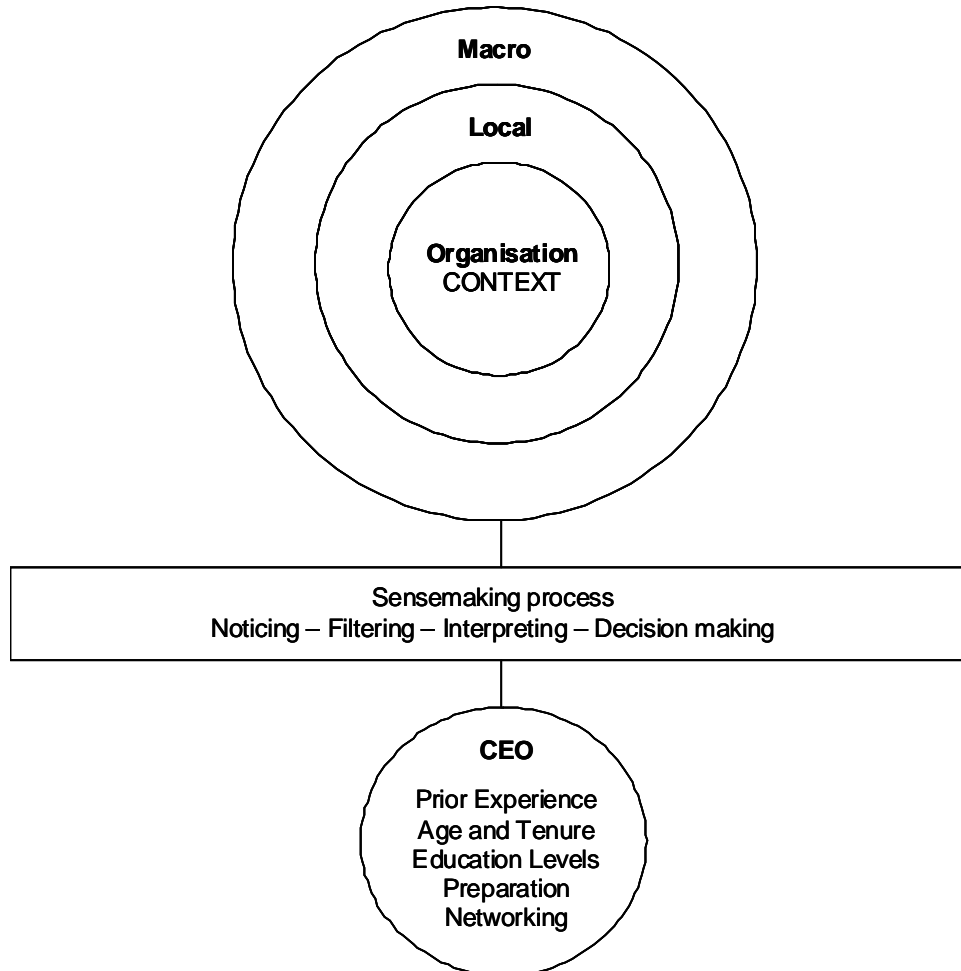 Macro
Local
Organisation
CONTEXT
Sensemaking process
Noticing – Filtering – Interpreting – Decision making
CEO
Prior Experience
Age and Tenure
Education Levels
Preparation
Networking